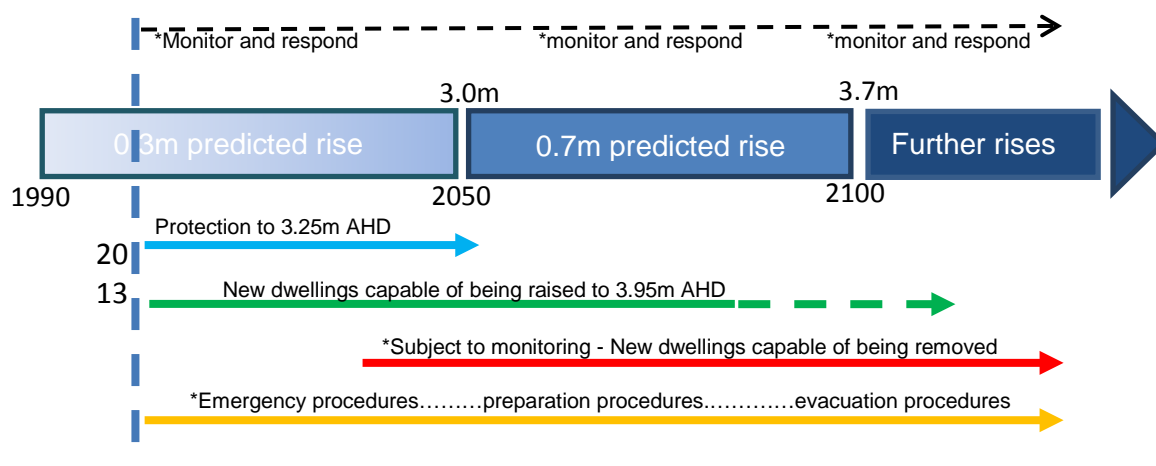 *Monitor and respond *monitor and respond *monitor and respond
3.0m 3.7m
0.3m predicted rise 0.7m predicted rise Further rises
1990 2050 2100
Protection to 3.25m AHD
20
13 New dwellings capable of being raised to 3.95m AHD
*Subject to monitoring - New dwellings capable of being removed
*Emergency procedures………preparation procedures.…………evacuation procedures